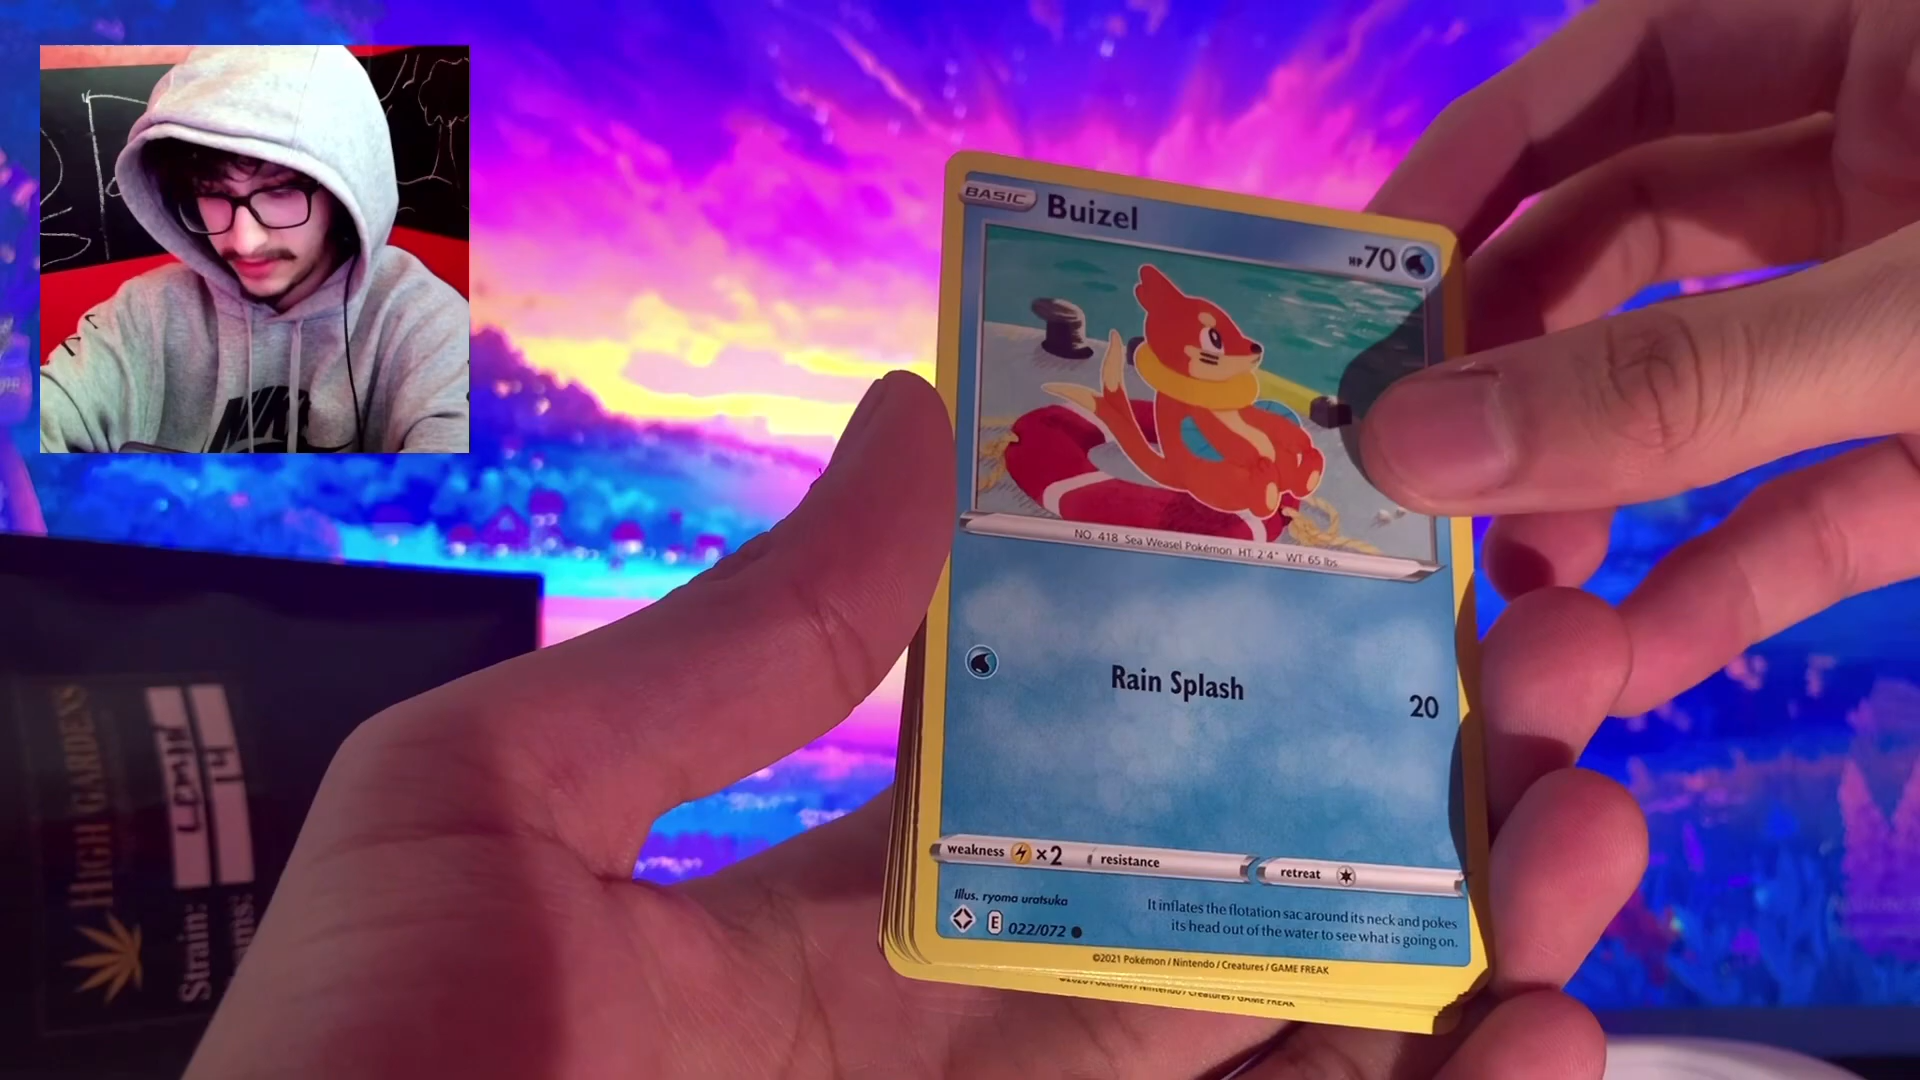 BASIC Buizel HP70
NO. 418 Sea Weasel Pokémon HT. 2'4" WT. 65 lbs
Rain Splash 20
weakness ×2 resistance retreat
Illus. ryoma uratsuka
E 022/072
It inflates the flotation sac around its neck and pokes
its head out of the water to see what is going on.
©2021 Pokémon / Nintendo / Creatures / GAME FREAK
HIGH GARDENS
Strain:
14